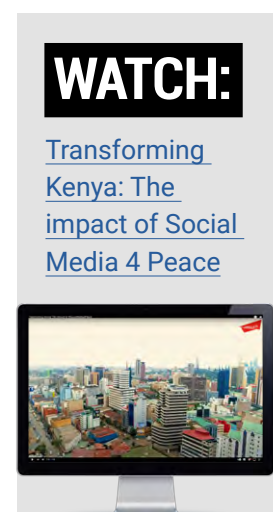 WATCH:
Transforming
Kenya: The
impact of Social
Media 4 Peace